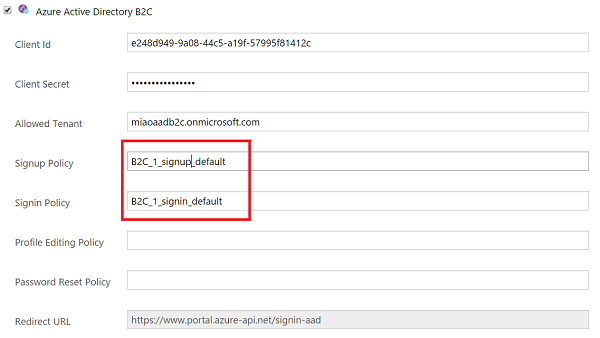 Azure Active Directory B2C
Client Id e248d949-9a08-44c5-a19f-57995f81412c
Client Secret ••••••••••••••••
Allowed Tenant miaoaadb2c.onmicrosoft.com
Signup Policy B2C_1_signup_default
Signin Policy B2C_1_signin_default
Profile Editing Policy
Password Reset Policy
Redirect URL https://www.portal.azure-api.net/signin-aad